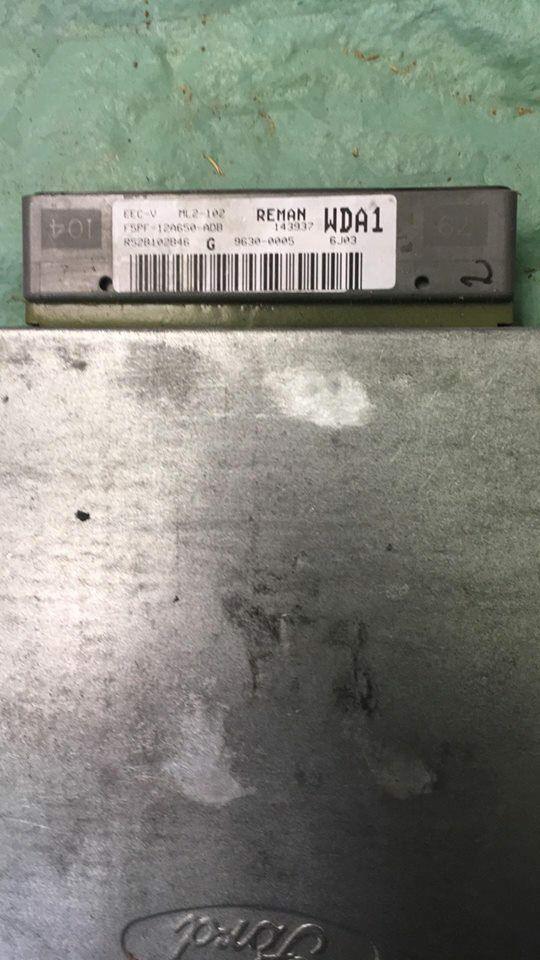 104
EEC-V ML2-102 REMAN WDA1
F5PF-12A650-ADB 143937
R52B102B46 G 9630-0005 6J03
2
Ford